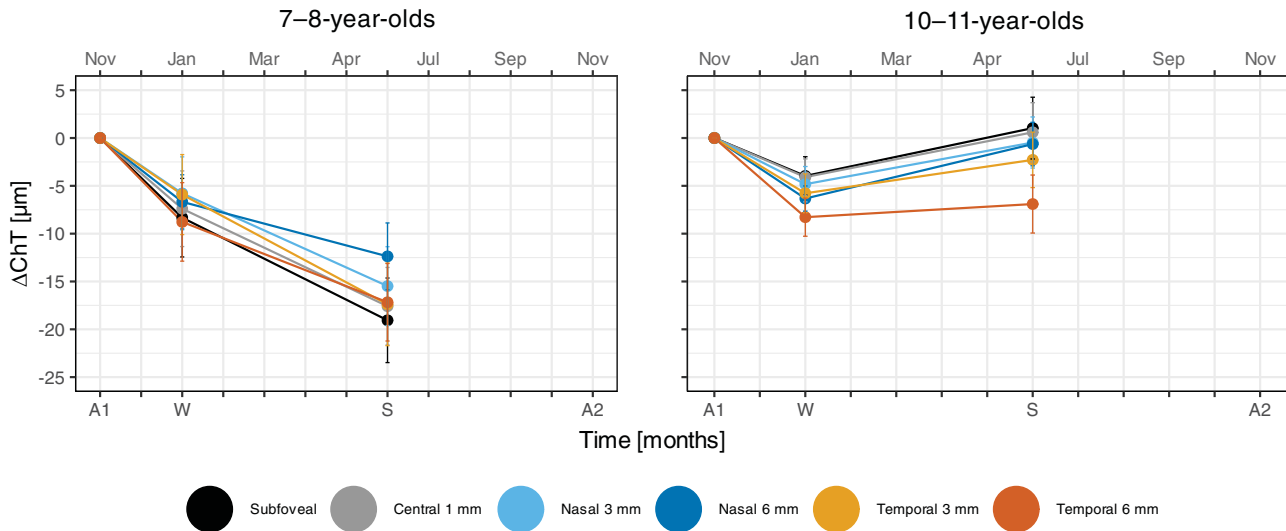 7–8-year-olds 10–11-year-olds
Nov Jan Mar Apr Jul Sep Nov Nov Jan Mar Apr Jul Sep Nov
5
0
-5
-10
-15
-20
-25
ΔChT [µm]
A1 W S A2 A1 W S A2
Time [months]
Subfoveal Central 1 mm Nasal 3 mm Nasal 6 mm Temporal 3 mm Temporal 6 mm